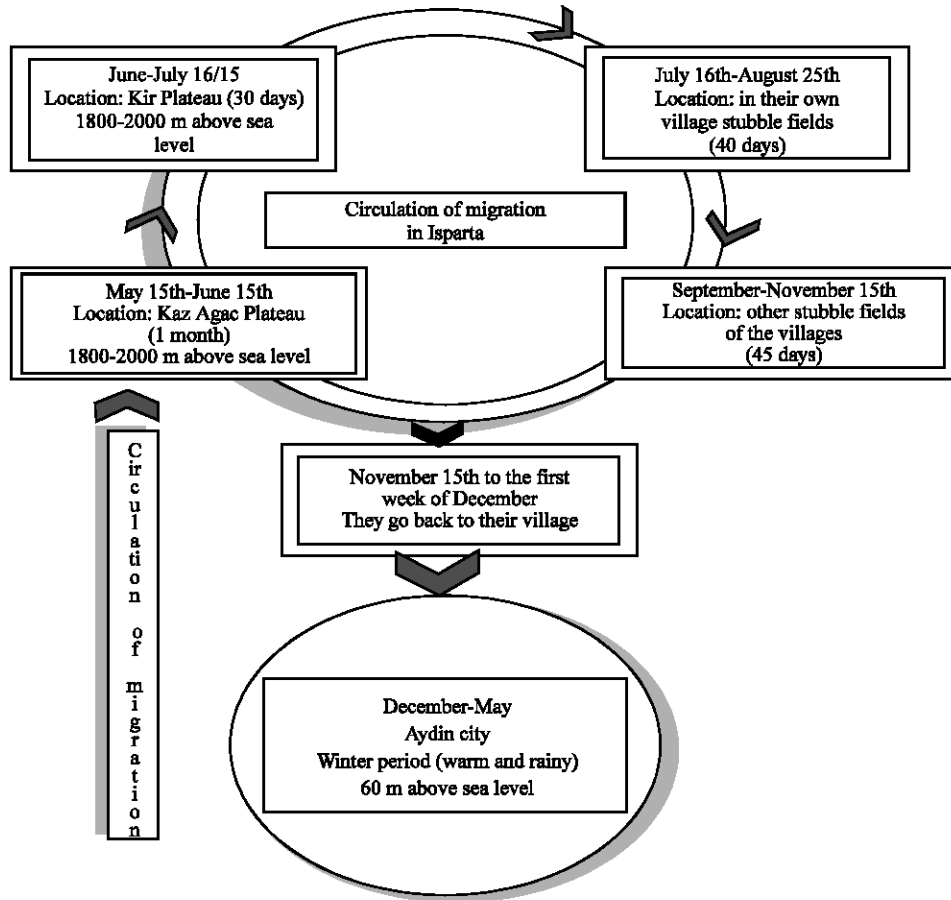 June-July 16/15
Location: Kir Plateau (30 days)
1800-2000 m above sea
level
July 16th-August 25th
Location: in their own
village stubble fields
(40 days)
Circulation of migration
in Isparta
May 15th-June 15th
Location: Kaz Agac Plateau
(1 month)
1800-2000 m above sea level
September-November 15th
Location: other stubble fields
of the villages
(45 days)
Circulation of migration
November 15th to the first
week of December
They go back to their village
December-May
Aydin city
Winter period (warm and rainy)
60 m above sea level